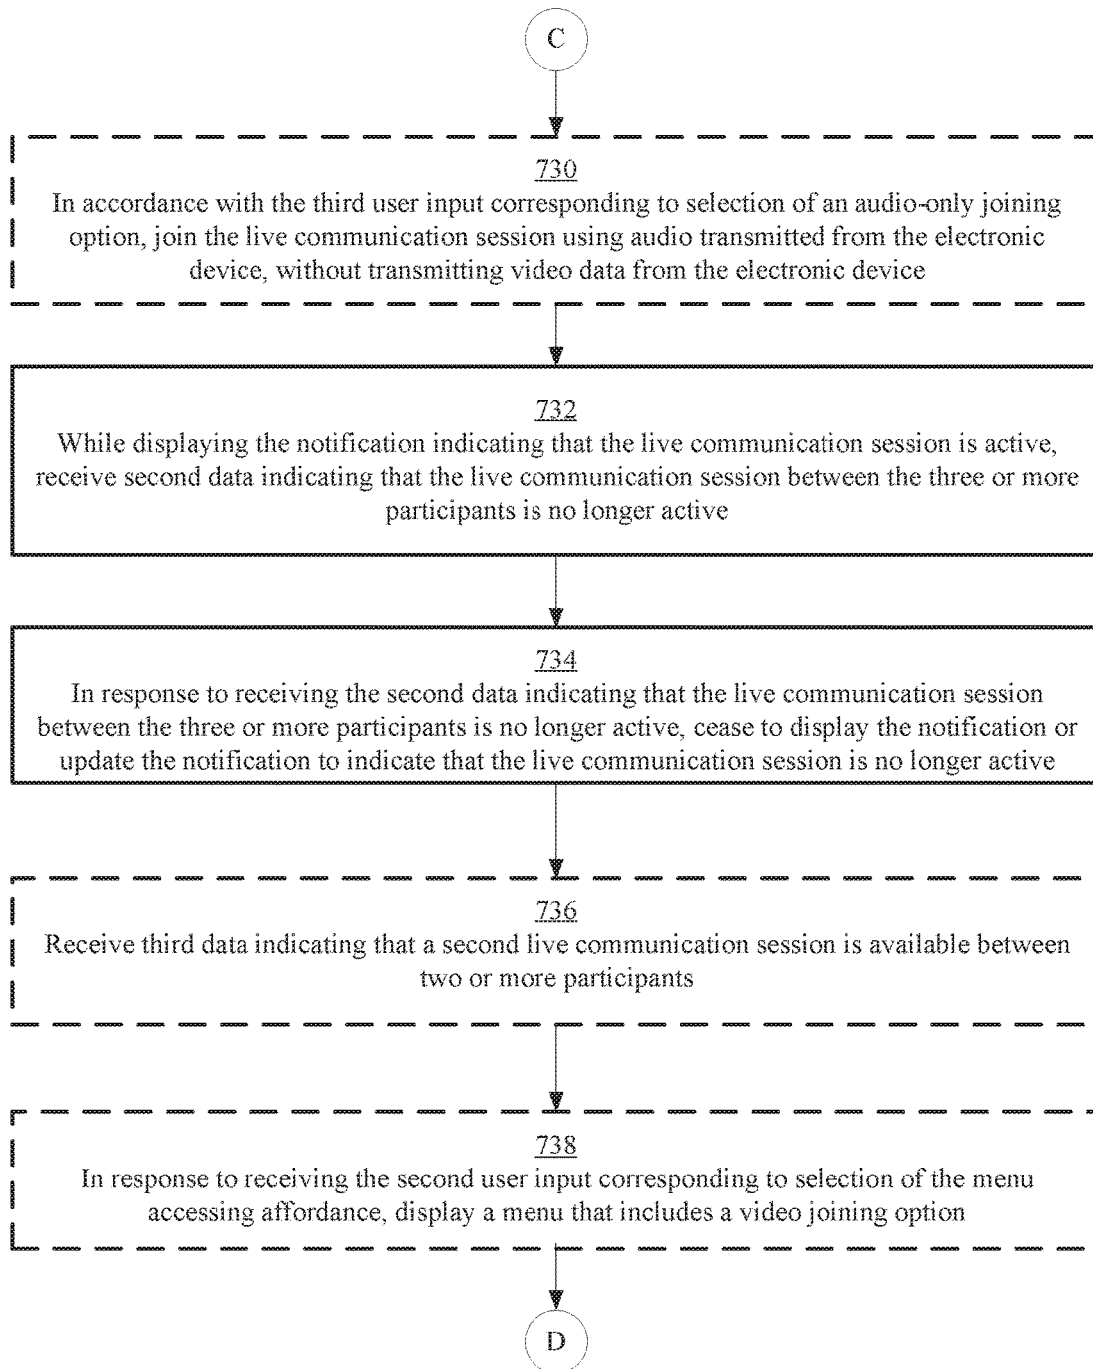 C
730
In accordance with the third user input corresponding to selection of an audio-only joining
option, join the live communication session using audio transmitted from the electronic
device, without transmitting video data from the electronic device
732
While displaying the notification indicating that the live communication session is active,
receive second data indicating that the live communication session between the three or more
participants is no longer active
734
In response to receiving the second data indicating that the live communication session
between the three or more participants is no longer active, cease to display the notification or
update the notification to indicate that the live communication session is no longer active
736
Receive third data indicating that a second live communication session is available between
two or more participants
738
In response to receiving the second user input corresponding to selection of the menu
accessing affordance, display a menu that includes a video joining option
D